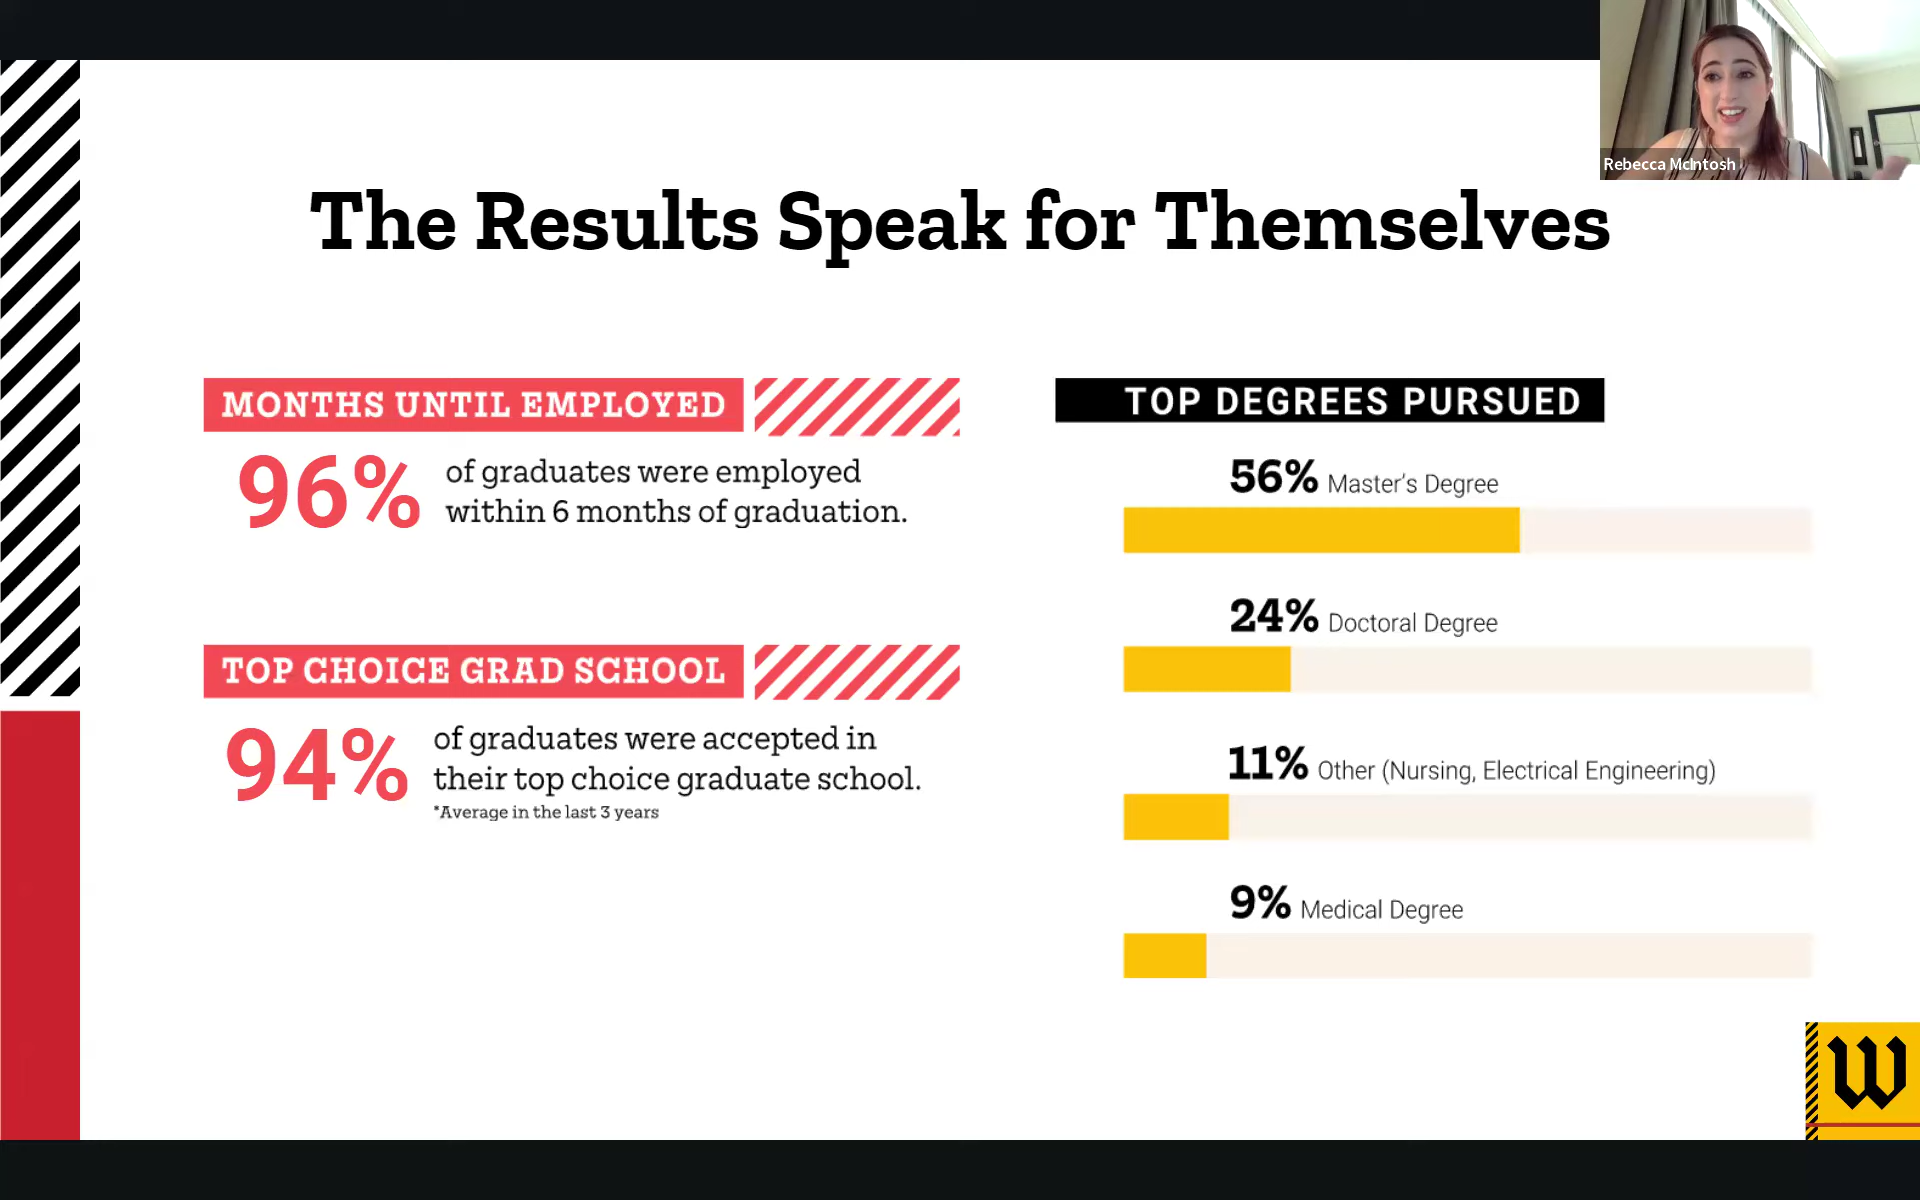 Rebecca McIntosh
The Results Speak for Themselves
MONTHS UNTIL EMPLOYED
96%
of graduates were employed
within 6 months of graduation.
TOP CHOICE GRAD SCHOOL
94%
of graduates were accepted in
their top choice graduate school.
*Average in the last 3 years
TOP DEGREES PURSUED
56% Master's Degree
24% Doctoral Degree
11% Other (Nursing, Electrical Engineering)
9% Medical Degree
W